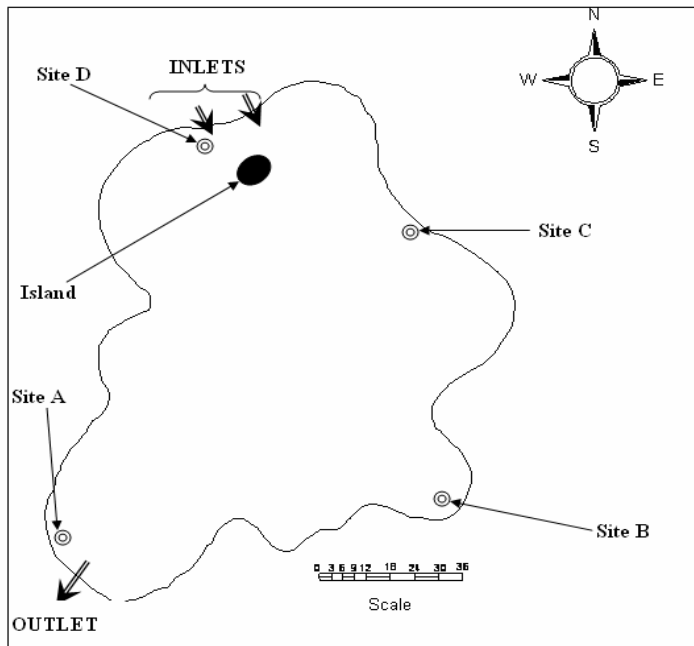 N
Site D
INLETS
W
E
S
Site C
Island
Site A
Site B
0 3 6 9 12 18 24 30 36
Scale
OUTLET